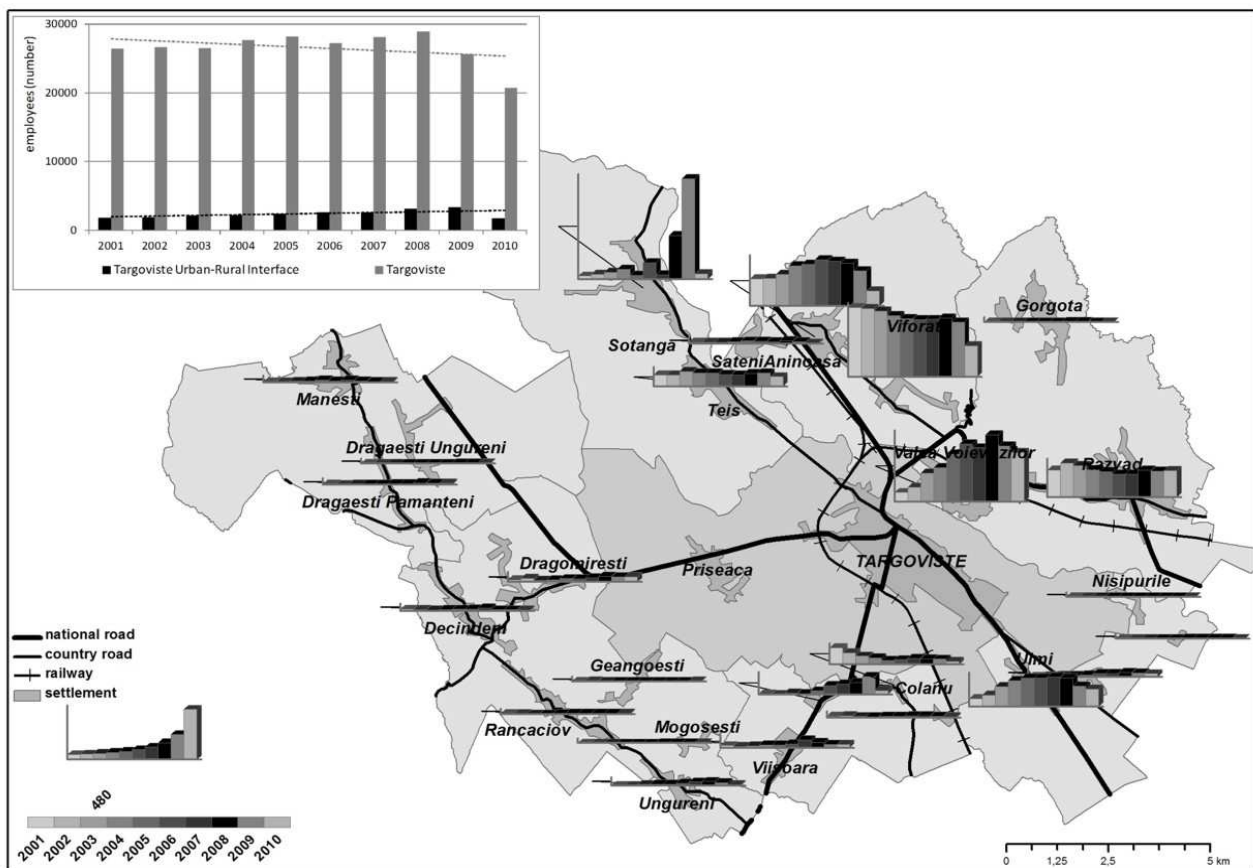 30000
20000
10000
0
employees (number)
2001 2002 2003 2004 2005 2006 2007 2008 2009 2010
Targoviste Urban-Rural Interface Targoviste
Gorgota
Viforata
Sotangă
SateniAninoasa
Manesti
Teis
Dragaesti Ungureni
Razvad
Dragaesti Pamanteni
Dragomiresti
Priseaca
TARGOVISTE
Nisipurile
Decindeni
Ulmi
Geangoesti
Colanu
Rancaciov
Mogosesti
Viisoara
Ungureni
national road
country road
railway
settlement
480
2001 2002 2003 2004 2005 2006 2007 2008 2009 2010
0 1,25 2,5 5 km